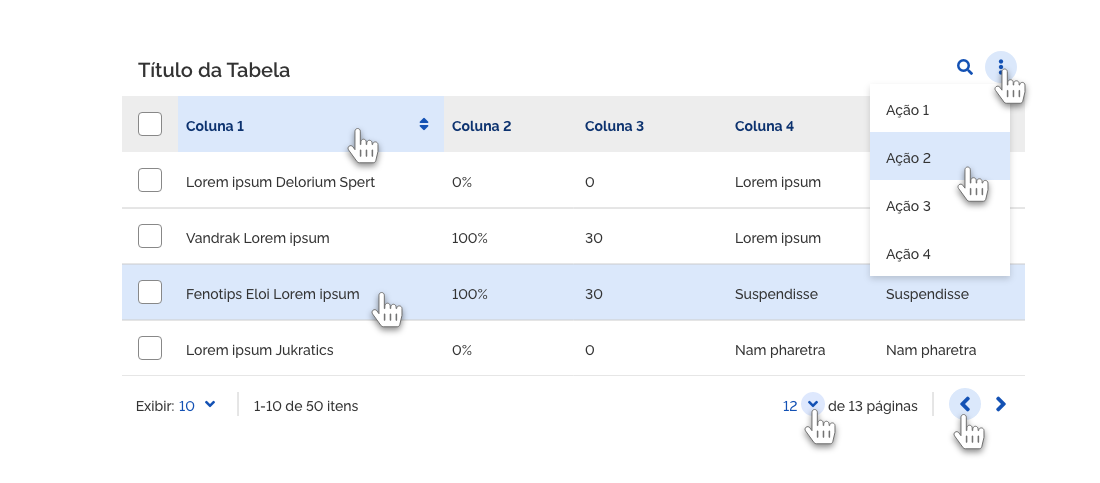 Título da Tabela
Coluna 1 Coluna 2 Coluna 3 Coluna 4
Ação 1
Ação 2
Ação 3
Ação 4
Lorem ipsum Delorium Spert 0% 0 Lorem ipsum
Vandrak Lorem ipsum 100% 30 Lorem ipsum
Fenotips Eloi Lorem ipsum 100% 30 Suspendisse Suspendisse
Lorem ipsum Jukratics 0% 0 Nam pharetra Nam pharetra
Exibir: 10 1-10 de 50 itens 12 de 13 páginas